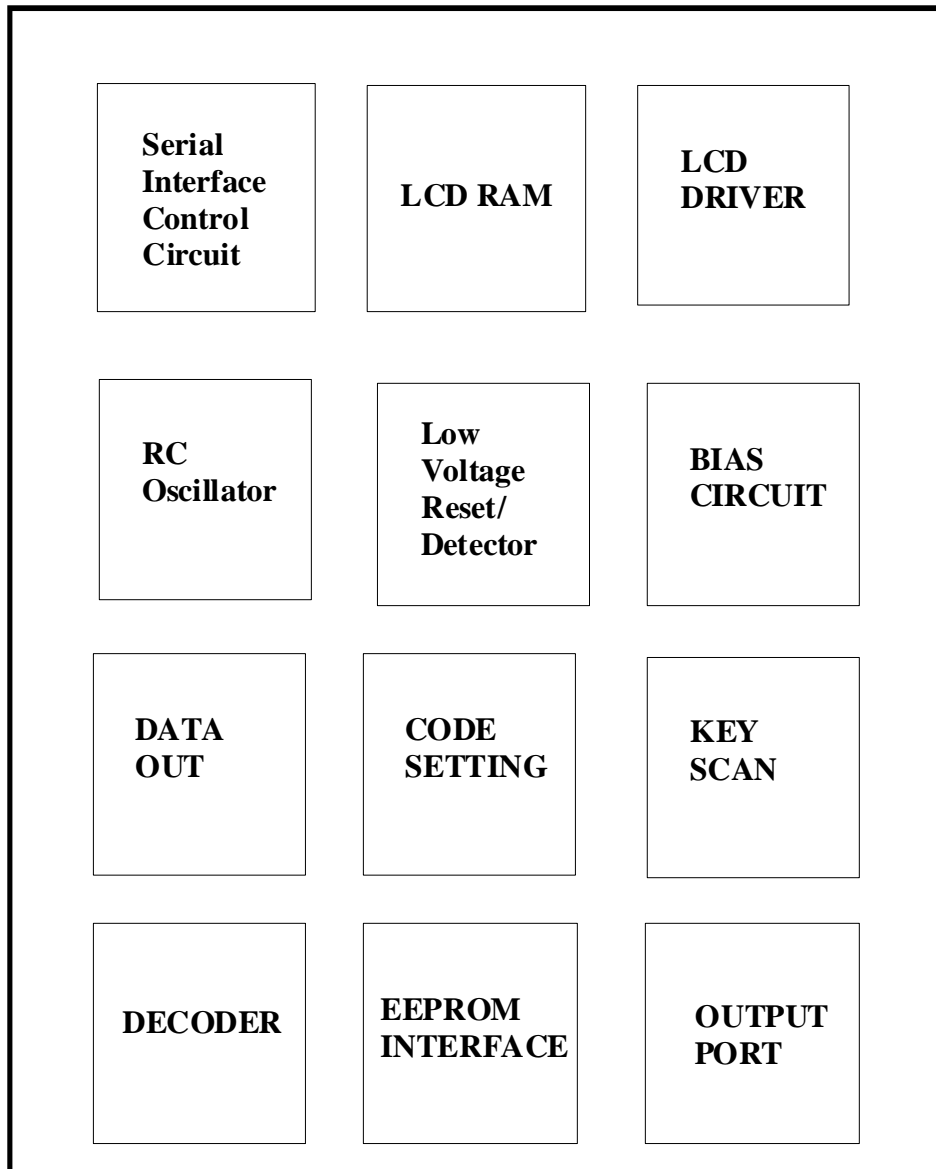 Serial
Interface
Control
Circuit
LCD RAM
LCD
DRIVER
RC
Oscillator
Low
Voltage
Reset/
Detector
BIAS
CIRCUIT
DATA
OUT
CODE
SETTING
KEY
SCAN
DECODER
EEPROM
INTERFACE
OUTPUT
PORT